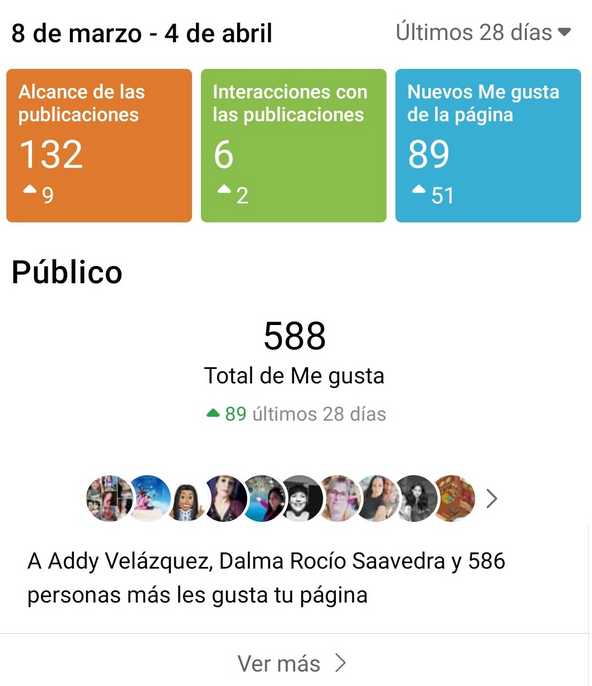 8 de marzo - 4 de abril
Últimos 28 días
Alcance de las
publicaciones
132
9
Interacciones con
las publicaciones
6
2
Nuevos Me gusta
de la página
89
51
Público
588
Total de Me gusta
89 últimos 28 días
A Addy Velázquez, Dalma Rocío Saavedra y 586
personas más les gusta tu página
Ver más